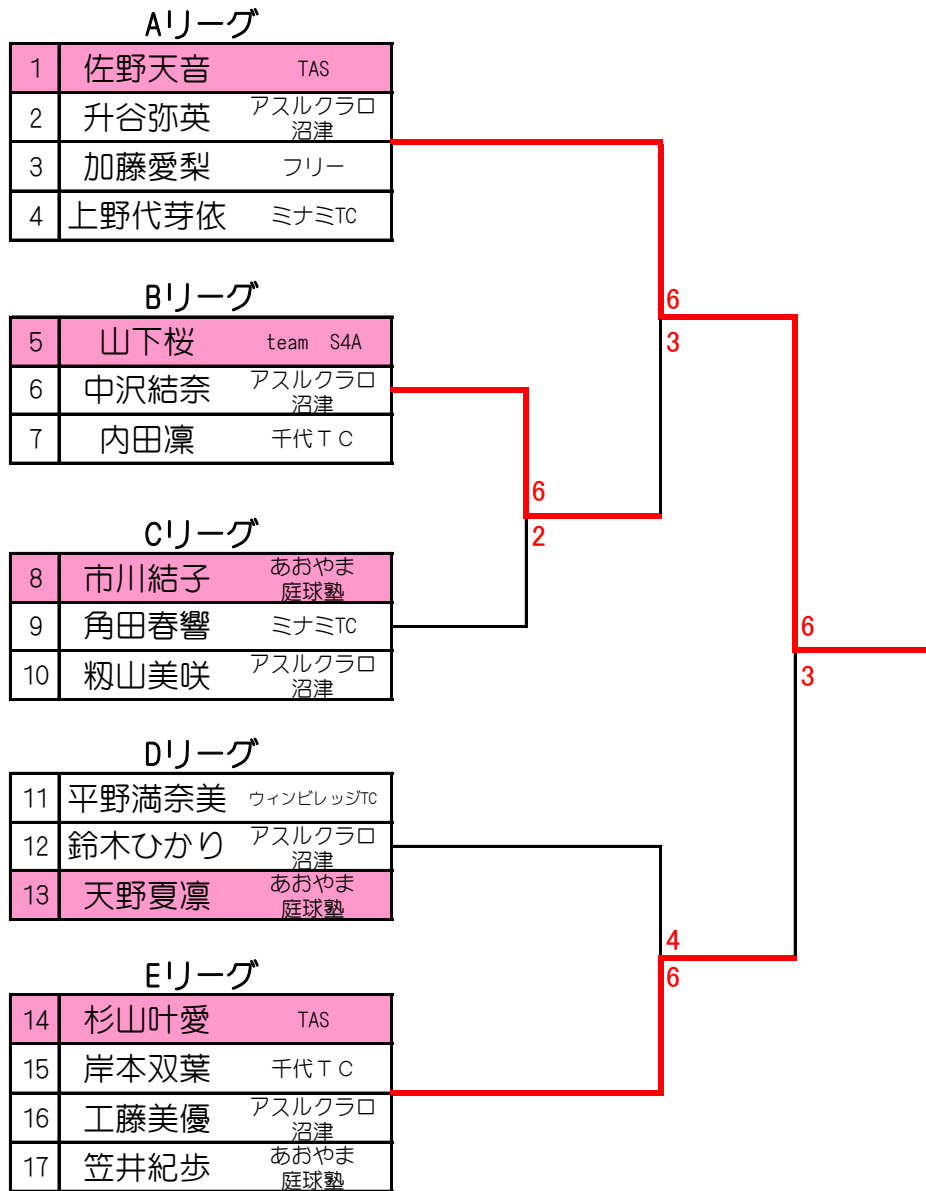 Aリーグ
1 佐野天音 TAS
2 升谷弥英 アスルクラロ
沼津
3 加藤愛梨 フリー
4 上野代芽依 ミナミTC
6
3
Bリーグ
5 山下桜 team S4A
6 中沢結奈 アスルクラロ
沼津
7 内田凜 千代TC
6
2
Cリーグ
8 市川結子 あおやま
庭球塾
9 角田春響 ミナミTC
10 籾山美咲 アスルクラロ
沼津
6
3
Dリーグ
11 平野満奈美 ウィンビレッジTC
12 鈴木ひかり アスルクラロ
沼津
13 天野夏凛 あおやま
庭球塾
4
6
Eリーグ
14 杉山叶愛 TAS
15 岸本双葉 千代TC
16 工藤美優 アスルクラロ
沼津
17 笠井紀歩 あおやま
庭球塾